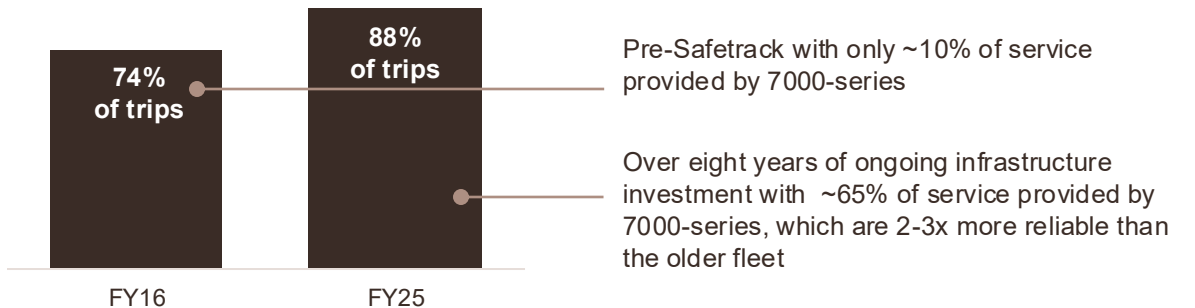 74%
of trips
88%
of trips
Pre-Safetrack with only ~10% of service
provided by 7000-series
Over eight years of ongoing infrastructure
investment with  ~65% of service provided by
7000-series, which are 2-3x more reliable than
the older fleet
FY16
FY25